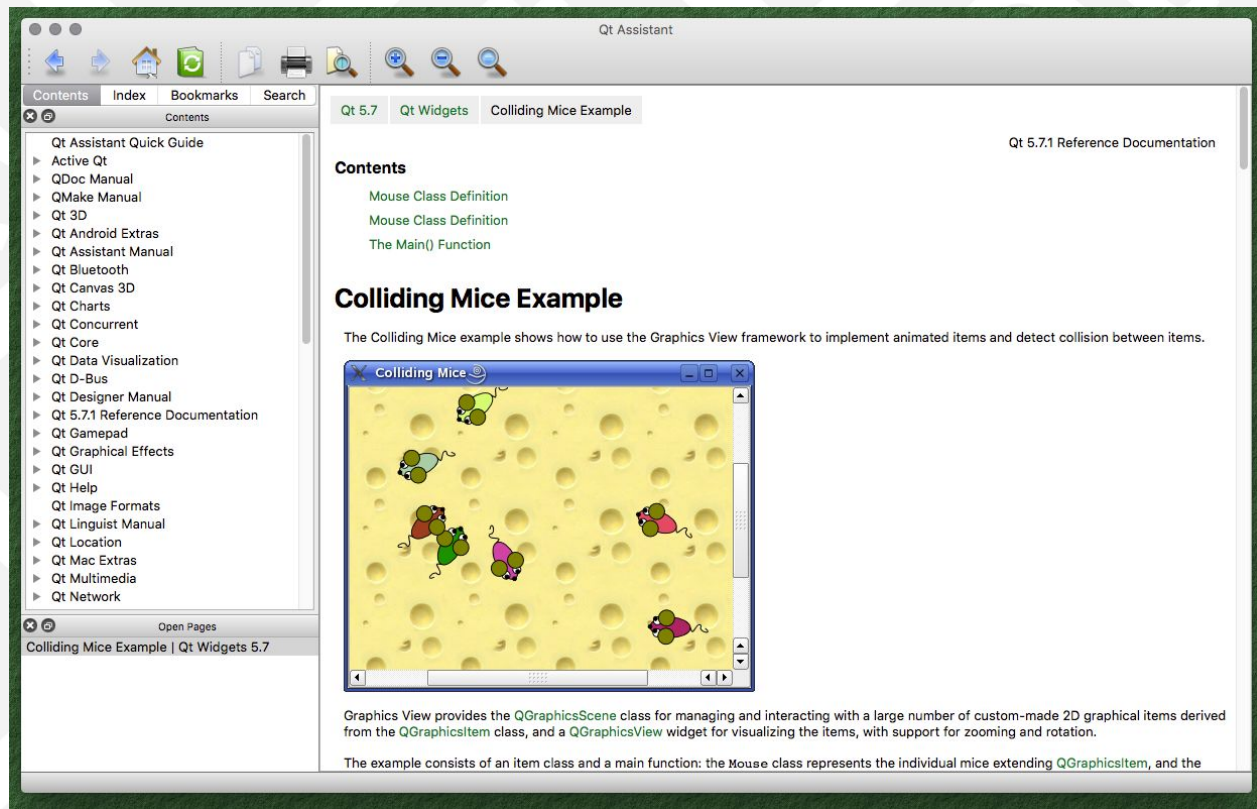 Qt Assistant
Contents Index Bookmarks Search
Contents
Qt Assistant Quick Guide
Active Qt
QDoc Manual
QMake Manual
Qt 3D
Qt Android Extras
Qt Assistant Manual
Qt Bluetooth
Qt Canvas 3D
Qt Charts
Qt Concurrent
Qt Core
Qt Data Visualization
Qt D-Bus
Qt Designer Manual
Qt 5.7.1 Reference Documentation
Qt Gamepad
Qt Graphical Effects
Qt GUI
Qt Help
Qt Image Formats
Qt Linguist Manual
Qt Location
Qt Mac Extras
Qt Multimedia
Qt Network
Open Pages
Colliding Mice Example | Qt Widgets 5.7
Qt 5.7 Qt Widgets Colliding Mice Example
Qt 5.7.1 Reference Documentation
Contents
Mouse Class Definition
Mouse Class Definition
The Main() Function
Colliding Mice Example
The Colliding Mice example shows how to use the Graphics View framework to implement animated items and detect collision between items.
Colliding Mice
Graphics View provides the QGraphicsScene class for managing and interacting with a large number of custom-made 2D graphical items derived
from the QGraphicsItem class, and a QGraphicsView widget for visualizing the items, with support for zooming and rotation.
The example consists of an item class and a main function: the Mouse class represents the individual mice extending QGraphicsItem, and the